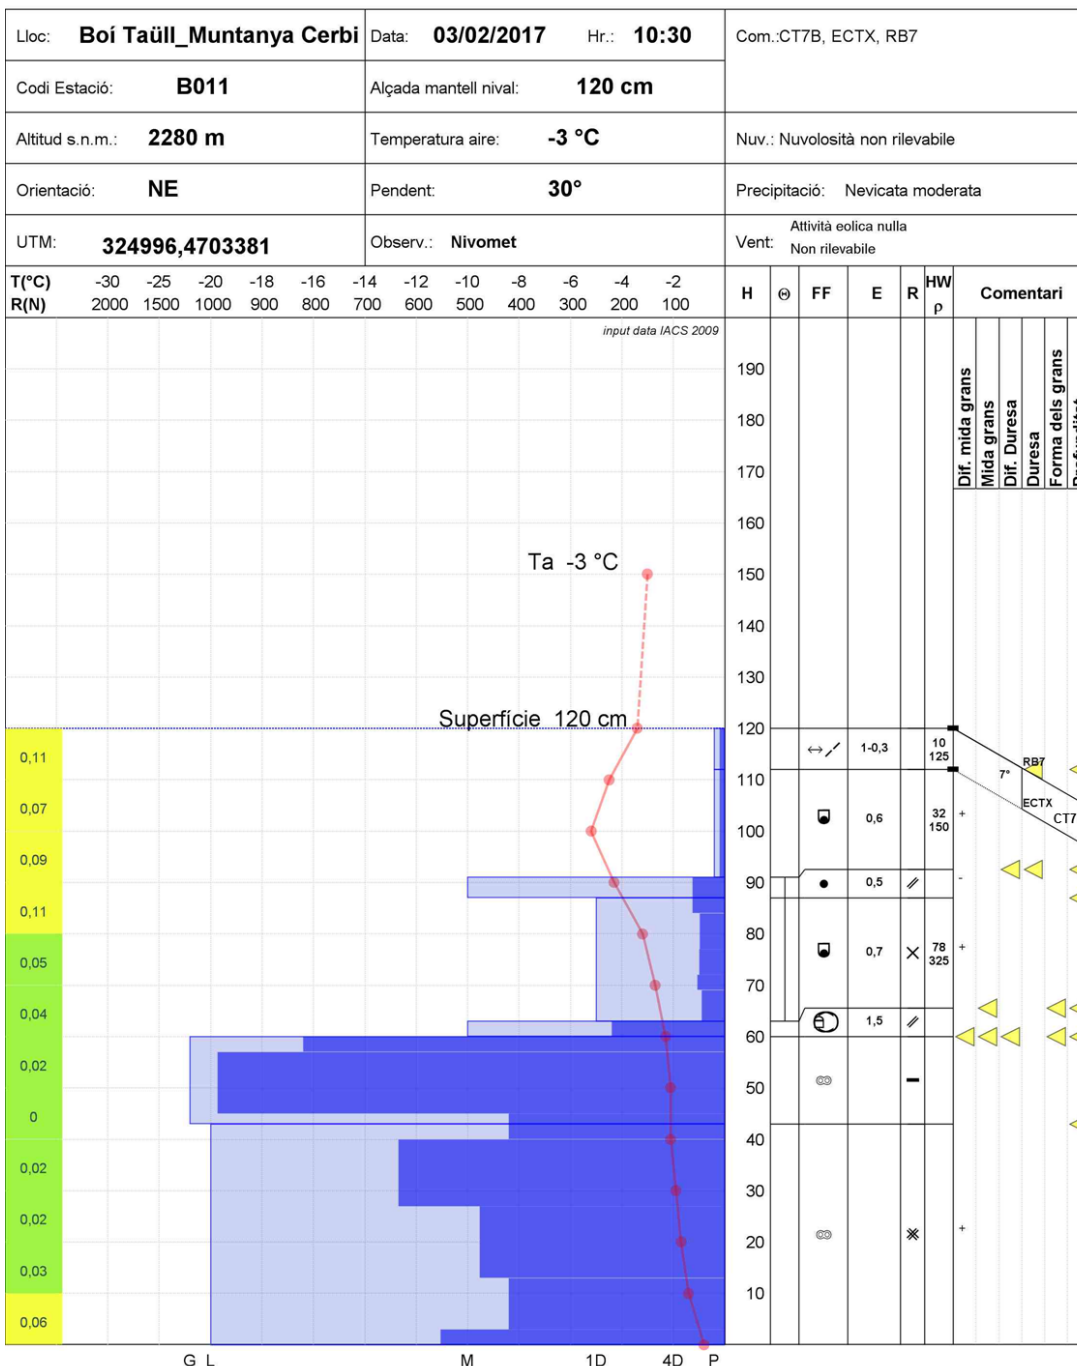 Lloc: Boí Taüll_Muntanya Cerbi Data: 03/02/2017 Hr.: 10:30 Com.:CT7B, ECTX, RB7
Codi Estació: B011 Alçada mantell nival: 120 cm
Altitud s.n.m.: 2280 m Temperatura aire: -3 °C Nuv.: Nuvolosità non rilevabile
Orientació: NE Pendent: 30° Precipitació: Nevicata moderata
UTM: 324996,4703381 Observ.: Nivomet Vent: Attività eolica nulla
Non rilevabile
T(°C) -30 -25 -20 -18 -16 -14 -12 -10 -8 -6 -4 -2
R(N) 2000 1500 1000 900 800 700 600 500 400 300 200 100
H Θ FF E R HW ρ Comentari
input data IACS 2009
Dif. mida grans
Mida grans
Dif. Duresa
Duresa
Forma dels grans
190
180
170
160
Ta -3 °C
150
140
130
Superfície 120 cm
120
0,11 1-0,3 10
125
RB7
7°
110
0,07
ECTX
0,6 32 +
150
CT7
100
0,09
90
0,5 -
0,11
80
0,05 0,7 78 +
325
70
0,04
1,5
60
0,02
50
0
40
0,02
30
0,02 +
20
0,03
10
0,06
G L M 1D 4D P